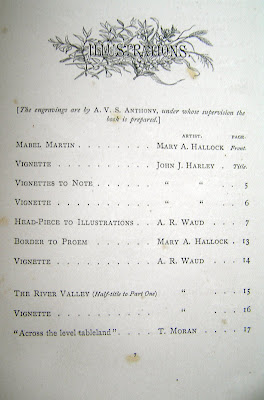 ILLUSTRATIONS.
[The engravings are by A. V. S. Anthony, under whose supervision the
book is prepared.]
ARTIST. PAGE.
Mabel Martin . . . . . . . . Mary A. Hallock . Front.
Vignette . . . . . . . . John J. Harley . Title.
Vignettes to Note . . . . . . " " . . . . 5
Vignette . . . . . . . . " " . . . . 6
Head-Piece to Illustrations . . A. R. Waud . . . . 7
Border to Proem . . . . . . Mary A. Hallock . 13
Vignette . . . . . . . . A. R. Waud . . . . 14
The River Valley (Half-title to Part One) " . . . . 15
Vignette . . . . . . . . " . . . . 16
"Across the level tableland" . . . T. Moran . . . . 17